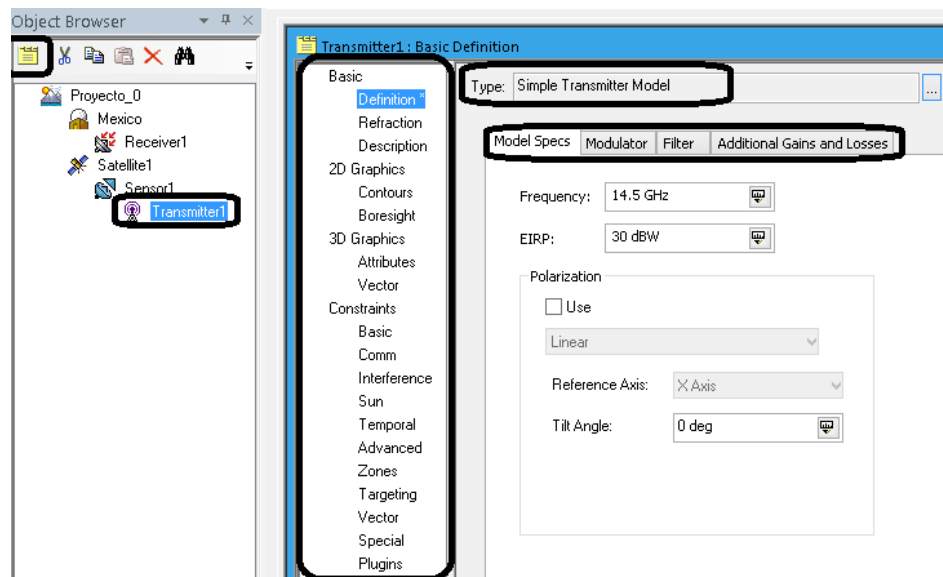 Object Browser
Proyecto_0
Mexico
Receiver1
Satellite1
Sensor1
Transmitter1
Transmitter1 : Basic Definition
Basic
Definition *
Refraction
Description
2D Graphics
Contours
Boresight
3D Graphics
Attributes
Vector
Constraints
Basic
Comm
Interference
Sun
Temporal
Advanced
Zones
Targeting
Vector
Special
Plugins
Type: Simple Transmitter Model ...
Model Specs Modulator Filter Additional Gains and Losses
Frequency: 14.5 GHz
EIRP: 30 dBW
Polarization
Use
Linear
Reference Axis: X Axis
Tilt Angle: 0 deg